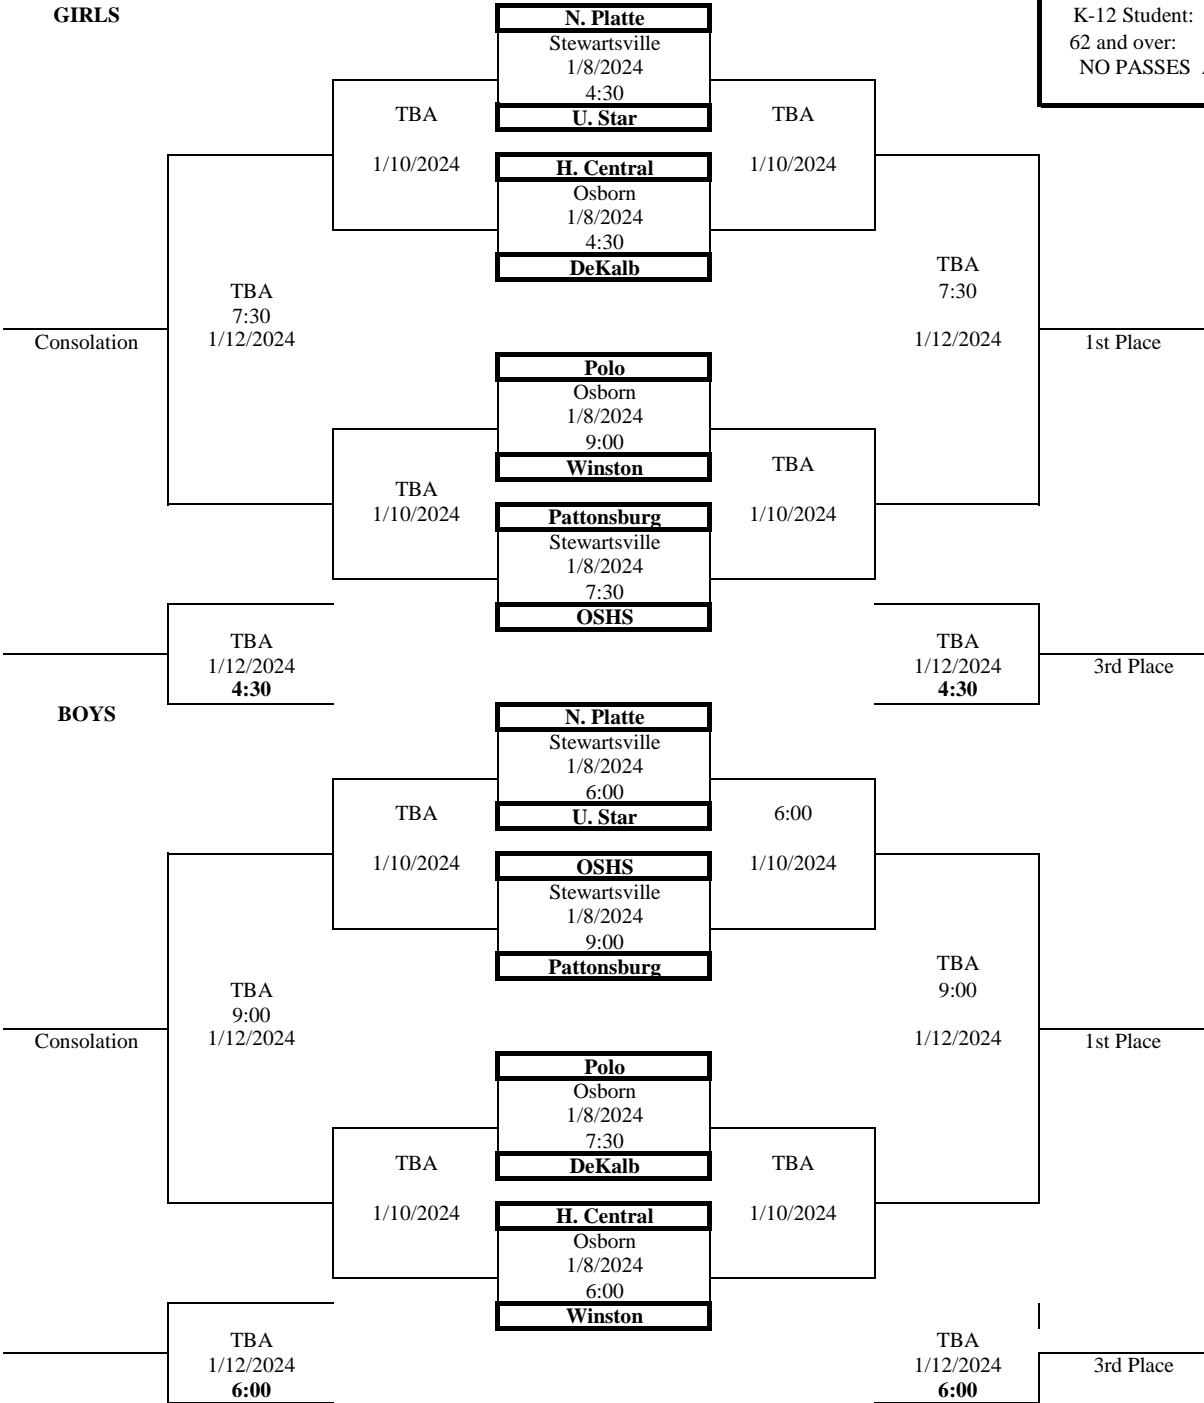 GIRLS
N. Platte
K-12 Student:
Stewartsville
62 and over:
1/8/2024
NO PASSES
4:30
TBA
U. Star
TBA
1/10/2024
H. Central
1/10/2024
Osborn
1/8/2024
4:30
DeKalb
TBA
7:30
1/12/2024
Consolation
TBA
7:30
1/12/2024
1st Place
Polo
Osborn
1/8/2024
9:00
Winston
TBA
TBA
1/10/2024
Pattonsburg
1/10/2024
Stewartsville
1/8/2024
7:30
OSHS
TBA
1/12/2024
4:30
TBA
1/12/2024
4:30
3rd Place
BOYS
N. Platte
Stewartsville
1/8/2024
6:00
TBA
U. Star
6:00
1/10/2024
OSHS
1/10/2024
Stewartsville
1/8/2024
9:00
Pattonsburg
TBA
9:00
1/12/2024
Consolation
TBA
9:00
1/12/2024
1st Place
Polo
Osborn
1/8/2024
7:30
TBA
DeKalb
TBA
1/10/2024
H. Central
1/10/2024
Osborn
1/8/2024
6:00
Winston
TBA
1/12/2024
6:00
TBA
1/12/2024
6:00
3rd Place